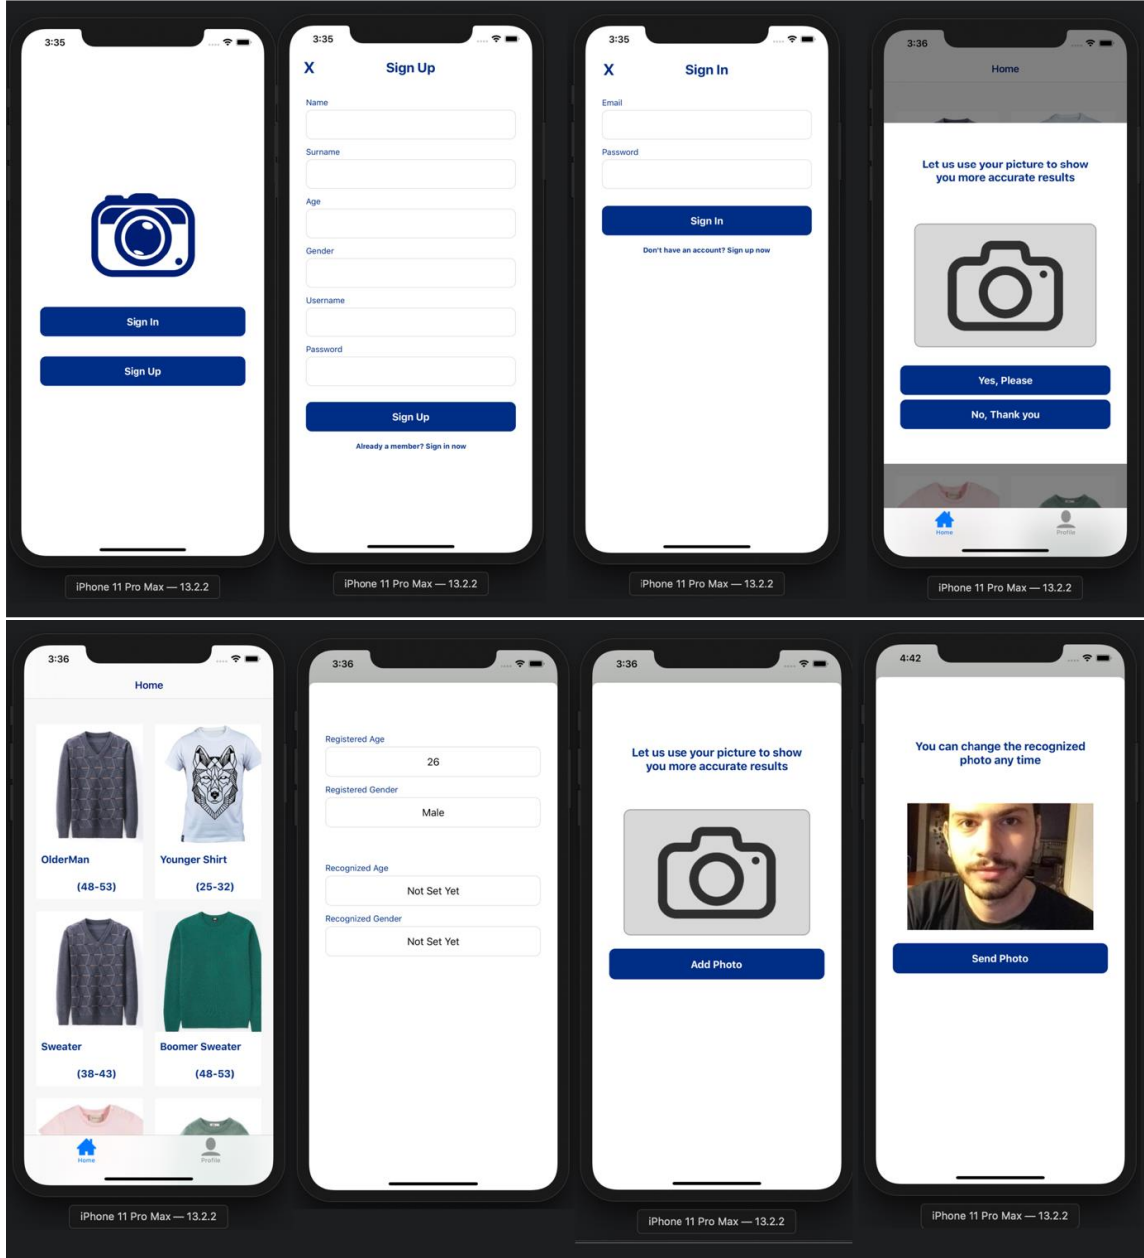 3:35
Sign In
Sign Up
iPhone 11 Pro Max — 13.2.2
3:35
X
Sign Up
Name
Surname
Age
Gender
Username
Password
Sign Up
Already a member? Sign in now
iPhone 11 Pro Max — 13.2.2
3:35
X
Sign In
Email
Password
Sign In
Don't have an account? Sign up now
iPhone 11 Pro Max — 13.2.2
3:36
Home
Let us use your picture to show
you more accurate results
Yes, Please
No, Thank you
Home
Profile
iPhone 11 Pro Max — 13.2.2
3:36
Home
OlderMan
(48-53)
Younger Shirt
(25-32)
Sweater
(38-43)
Boomer Sweater
(48-53)
Home
Profile
iPhone 11 Pro Max — 13.2.2
3:36
Registered Age
26
Registered Gender
Male
Recognized Age
Not Set Yet
Recognized Gender
Not Set Yet
3:36
Let us use your picture to show
you more accurate results
Add Photo
iPhone 11 Pro Max — 13.2.2
4:42
You can change the recognized
photo any time
Send Photo
iPhone 11 Pro Max — 13.2.2